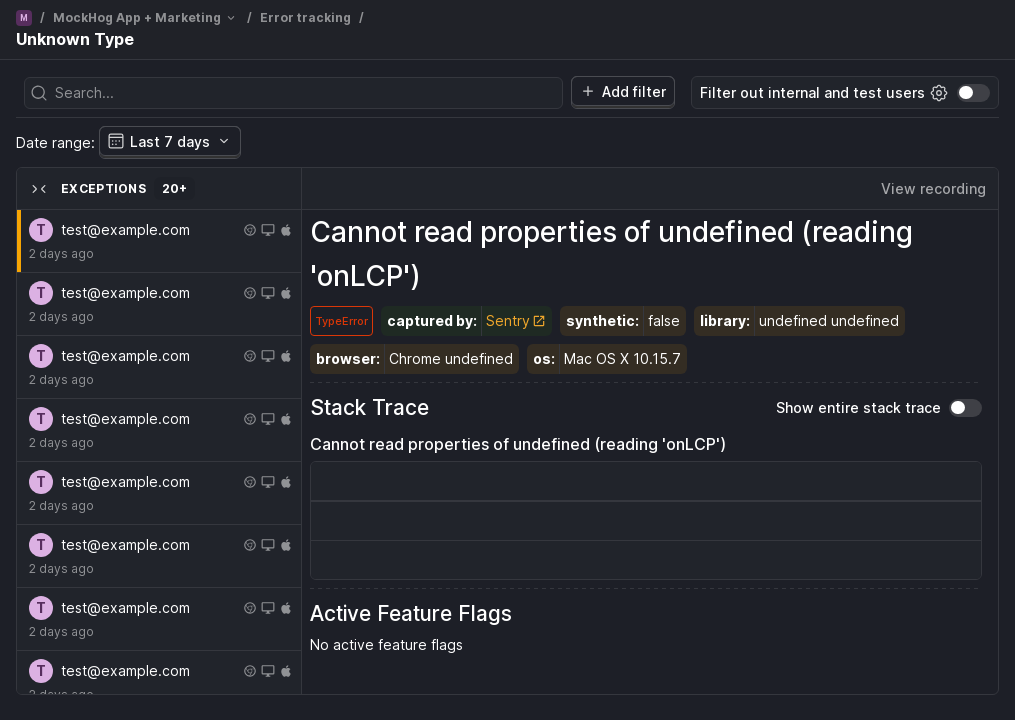 M / MockHog App + Marketing / Error tracking /
Unknown Type
Search...
Add filter
Filter out internal and test users
Date range: Last 7 days
EXCEPTIONS 20+
View recording
test@example.com
2 days ago
T test@example.com
2 days ago
T test@example.com
2 days ago
T test@example.com
2 days ago
T test@example.com
2 days ago
T test@example.com
2 days ago
T test@example.com
2 days ago
T test@example.com
2 days ago
Cannot read properties of undefined (reading
'onLCP')
TypeError captured by: Sentry synthetic: false library: undefined undefined
browser: Chrome undefined os: Mac OS X 10.15.7
Stack Trace
Show entire stack trace
Cannot read properties of undefined (reading 'onLCP')
Active Feature Flags
No active feature flags